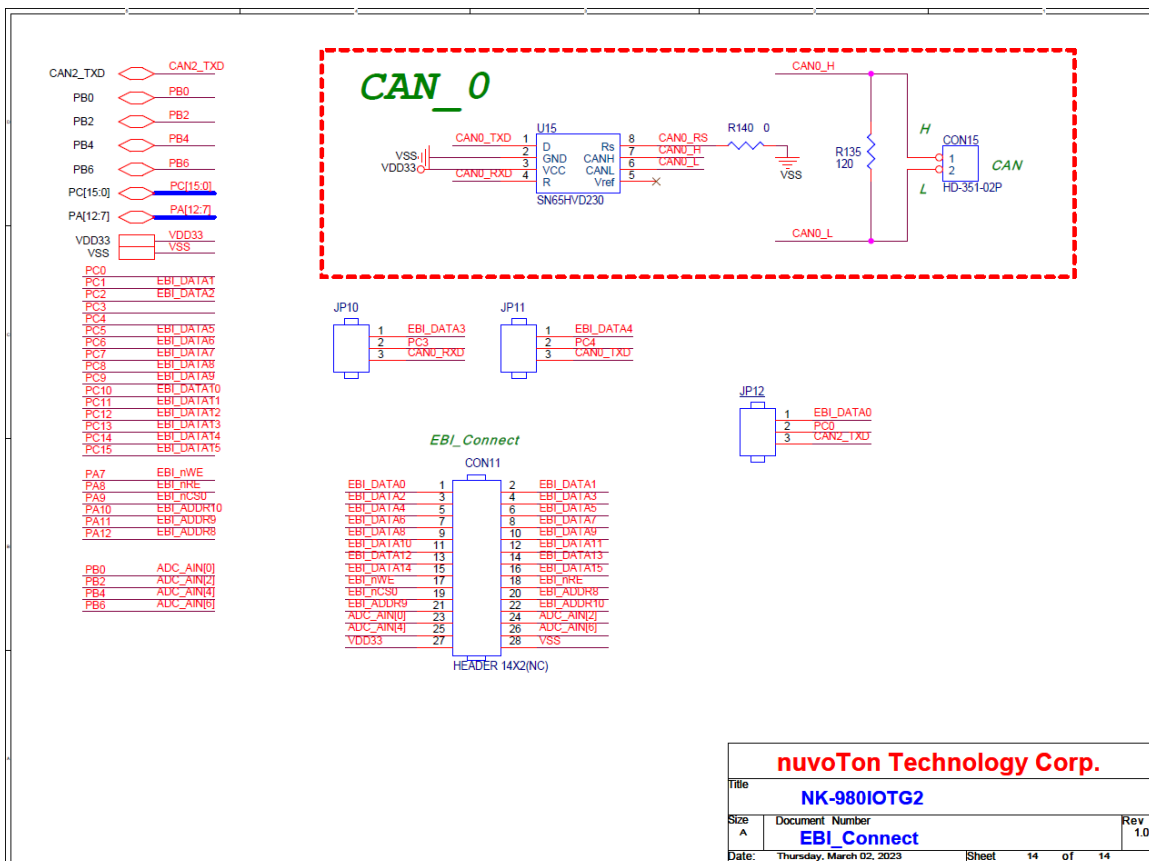 CAN2_TXD CAN2_TXD
PB0 PB0
PB2 PB2
PB4 PB4
PB6 PB6
PC[15:0] PC[15:0]
PA[12:7] PA[12:7]
VDD33 VDD33
VSS VSS
PC0
PC1 EBI_DATA1
PC2 EBI_DATA2
PC3
PC4
PC5 EBI_DATA5
PC6 EBI_DATA6
PC7 EBI_DATA7
PC8 EBI_DATA8
PC9 EBI_DATA9
PC10 EBI_DATA10
PC11 EBI_DATA11
PC12 EBI_DATA12
PC13 EBI_DATA13
PC14 EBI_DATA14
PC15 EBI_DATA15
PA7 EBI_nWE
PA8 EBI_nRE
PA9 EBI_nCS0
PA10 EBI_ADDR10
PA11 EBI_ADDR9
PA12 EBI_ADDR8
PB0 ADC_AIN[0]
PB2 ADC_AIN[2]
PB4 ADC_AIN[4]
PB6 ADC_AIN[6]
CAN_0
U15
CAN0_TXD 1 D Rs 8 CAN0_RS R140 0
VSS 2 GND CANH 7 CAN0_H
VDD33 3 VCC CANL 6 CAN0_L
CAN0_RXD 4 R Vref 5
VSS
SN65HVD230
CAN0_H
R135
120
H
CON15
1
2
CAN
L
HD-351-02P
CAN0_L
JP10
1 EBI_DATA3
2 PC3
3 CAN0_RXD
JP11
1 EBI_DATA4
2 PC4
3 CAN0_TXD
JP12
1 EBI_DATA0
2 PC0
3 CAN2_TXD
EBI_Connect
CON11
EBI_DATA0 1 2 EBI_DATA1
EBI_DATA2 3 4 EBI_DATA3
EBI_DATA4 5 6 EBI_DATA5
EBI_DATA6 7 8 EBI_DATA7
EBI_DATA8 9 10 EBI_DATA9
EBI_DATA10 11 12 EBI_DATA11
EBI_DATA12 13 14 EBI_DATA13
EBI_DATA14 15 16 EBI_DATA15
EBI_nWE 17 18 EBI_nRE
EBI_nCS0 19 20 EBI_ADDR8
EBI_ADDR9 21 22 EBI_ADDR10
ADC_AIN[0] 23 24 ADC_AIN[2]
ADC_AIN[4] 25 26 ADC_AIN[6]
VDD33 27 28 VSS
HEADER 14X2(NC)
nuvoTon Technology Corp.
Title
NK-980IOTG2
Size Document Number Rev
A EBI_Connect 1.0
Date: Thursday, March 02, 2023 Sheet 14 of 14